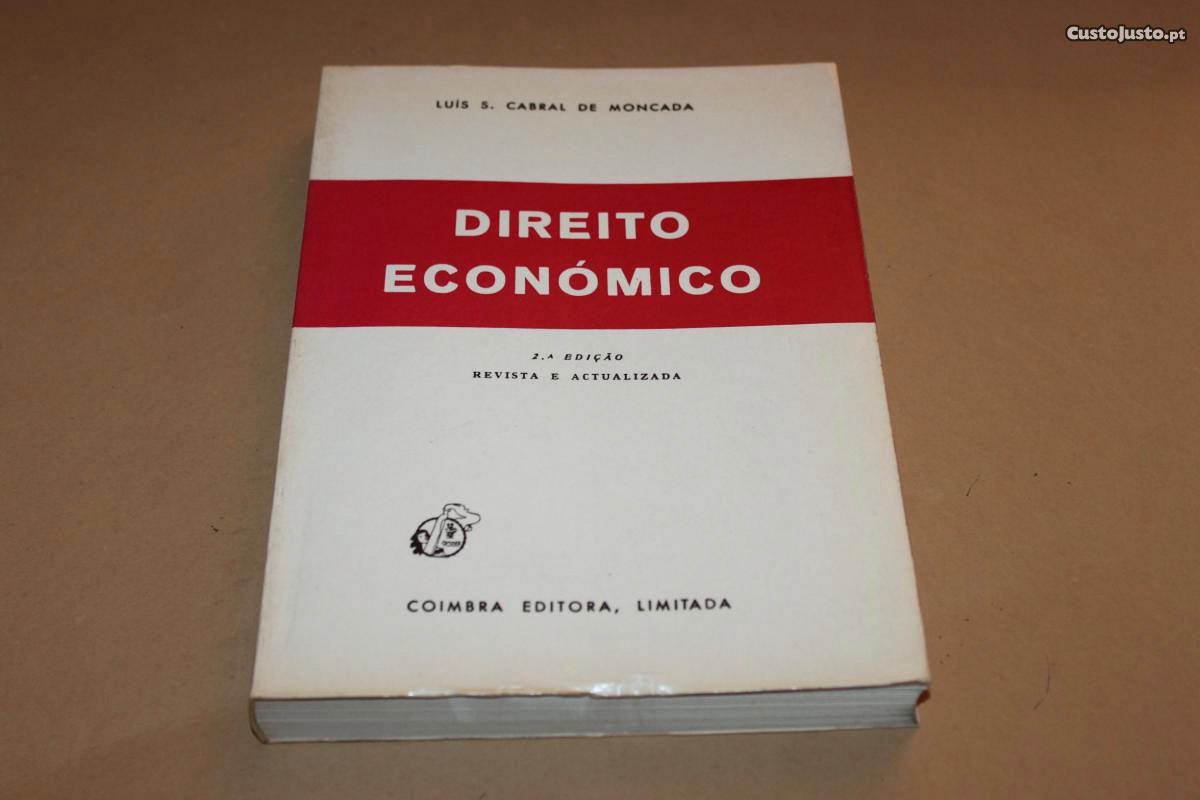 CustoJusto.pt
LUÍS S. CABRAL DE MONCADA
DIREITO
ECONÓMICO
2.ª EDIÇÃO
REVISTA E ACTUALIZADA
COIMBRA EDITORA, LIMITADA